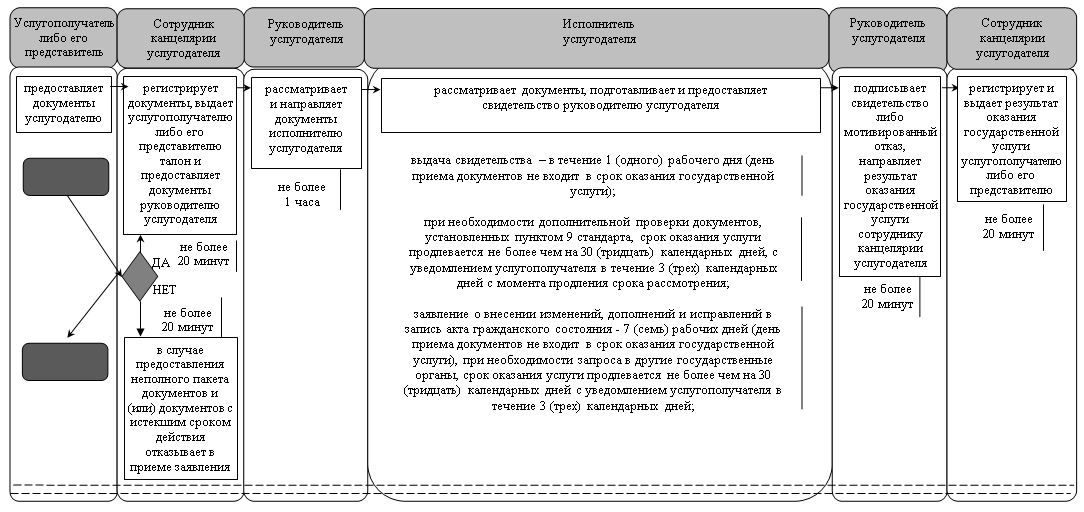 Услугополучатель
либо его
представитель
Сотрудник
канцелярии
услугодателя
Руководитель
услугодателя
Исполнитель
услугодателя
Руководитель
услугодателя
Сотрудник
канцелярии
услугодателя
предоставляет
документы
услугодателю
регистрирует
документы, выдает
услугополучателю
либо его
представителю
талон и
предоставляет
документы
руководителю
услугодателя
не более
20 минут
ДА
НЕТ
не более
20 минут
в случае
предоставления
неполного пакета
документов и
(или) документов с
истекшим сроком
действия
отказывает в
приеме заявления
рассматривает
и направляет
документы
исполнителю
услугодателя
не более
1 часа
рассматривает документы, подготавливает и предоставляет
свидетельство руководителю услугодателя
выдача свидетельства – в течение 1 (одного) рабочего дня (день
приема документов не входит в срок оказания государственной
услуги);
при необходимости дополнительной проверки документов,
установленных пунктом 9 стандарта, срок оказания услуги
продлевается не более чем на 30 (тридцать) календарных дней, с
уведомлением услугополучателя в течение 3 (трех) календарных
дней с момента продления срока рассмотрения;
заявление о внесении изменений, дополнений и исправлений в
запись акта гражданского состояния - 7 (семь) рабочих дней (день
приема документов не входит в срок оказания государственной
услуги), при необходимости запроса в другие государственные
органы, срок оказания услуги продлевается не более чем на 30
(тридцать) календарных дней с уведомлением услугополучателя в
течение 3 (трех) календарных дней;
подписывает
свидетельство
либо
мотивированный
отказ,
направляет
результат
оказания
государственной
услуги
сотруднику
канцелярии
услугодателя
не более
20 минут
регистрирует и
выдает результат
оказания
государственной
услуги
услугополучателю
либо его
представителю
не более
20 минут